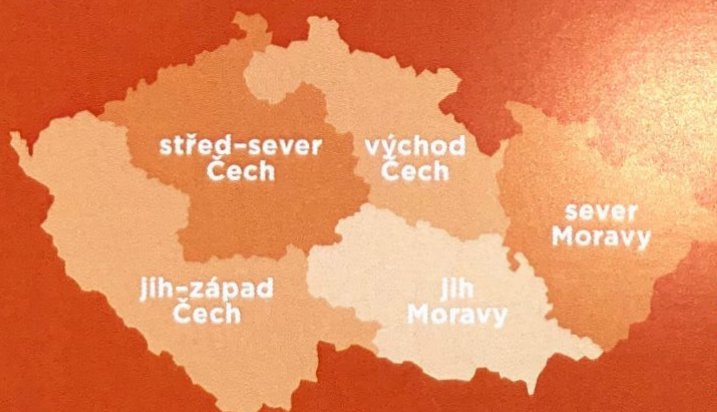 střed-sever
Čech
východ
Čech
sever
Moravy
jih-západ
Čech
jih
Moravy